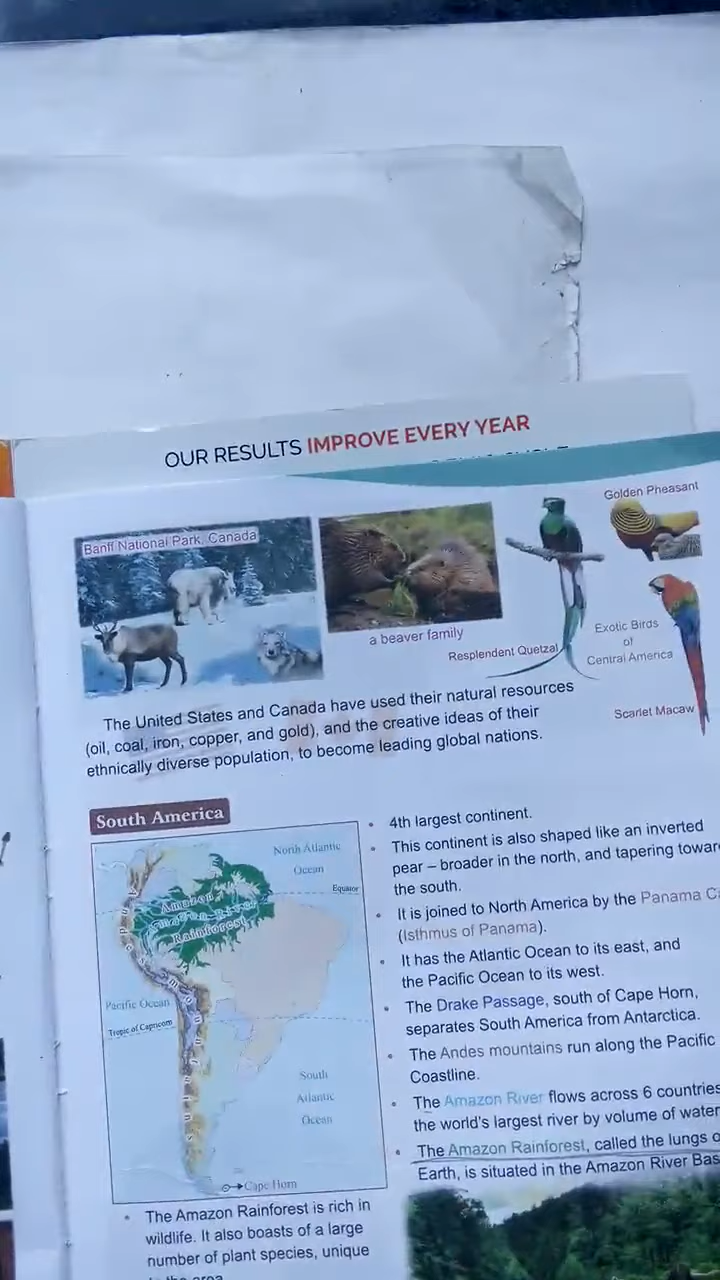 OUR RESULTS IMPROVE EVERY YEAR
Banff National Park, Canada
a beaver family
Resplendent Quetzal
Golden Pheasant
Exotic Birds
of
Central America
Scarlet Macaw
The United States and Canada have used their natural resources
(oil, coal, iron, copper, and gold), and the creative ideas of their
ethnically diverse population, to become leading global nations.
South America
North Atlantic
Ocean
Equator
Amazon
Amazon River
Rainforest
Andes Mountains
Pacific Ocean
Tropic of Capricorn
South
Atlantic
Ocean
Cape Horn
• The Amazon Rainforest is rich in
wildlife. It also boasts of a large
number of plant species, unique
• 4th largest continent.
• This continent is also shaped like an inverted
pear – broader in the north, and tapering
the south.
• It is joined to North America by the Panama
(Isthmus of Panama).
• It has the Atlantic Ocean to its east, and
the Pacific Ocean to its west.
• The Drake Passage, south of Cape Horn,
separates South America from Antarctica.
• The Andes mountains run along the Pacific
Coastline.
• The Amazon River flows across 6 countries
the world's largest river by volume of water
• The Amazon Rainforest, called the lungs
Earth, is situated in the Amazon River